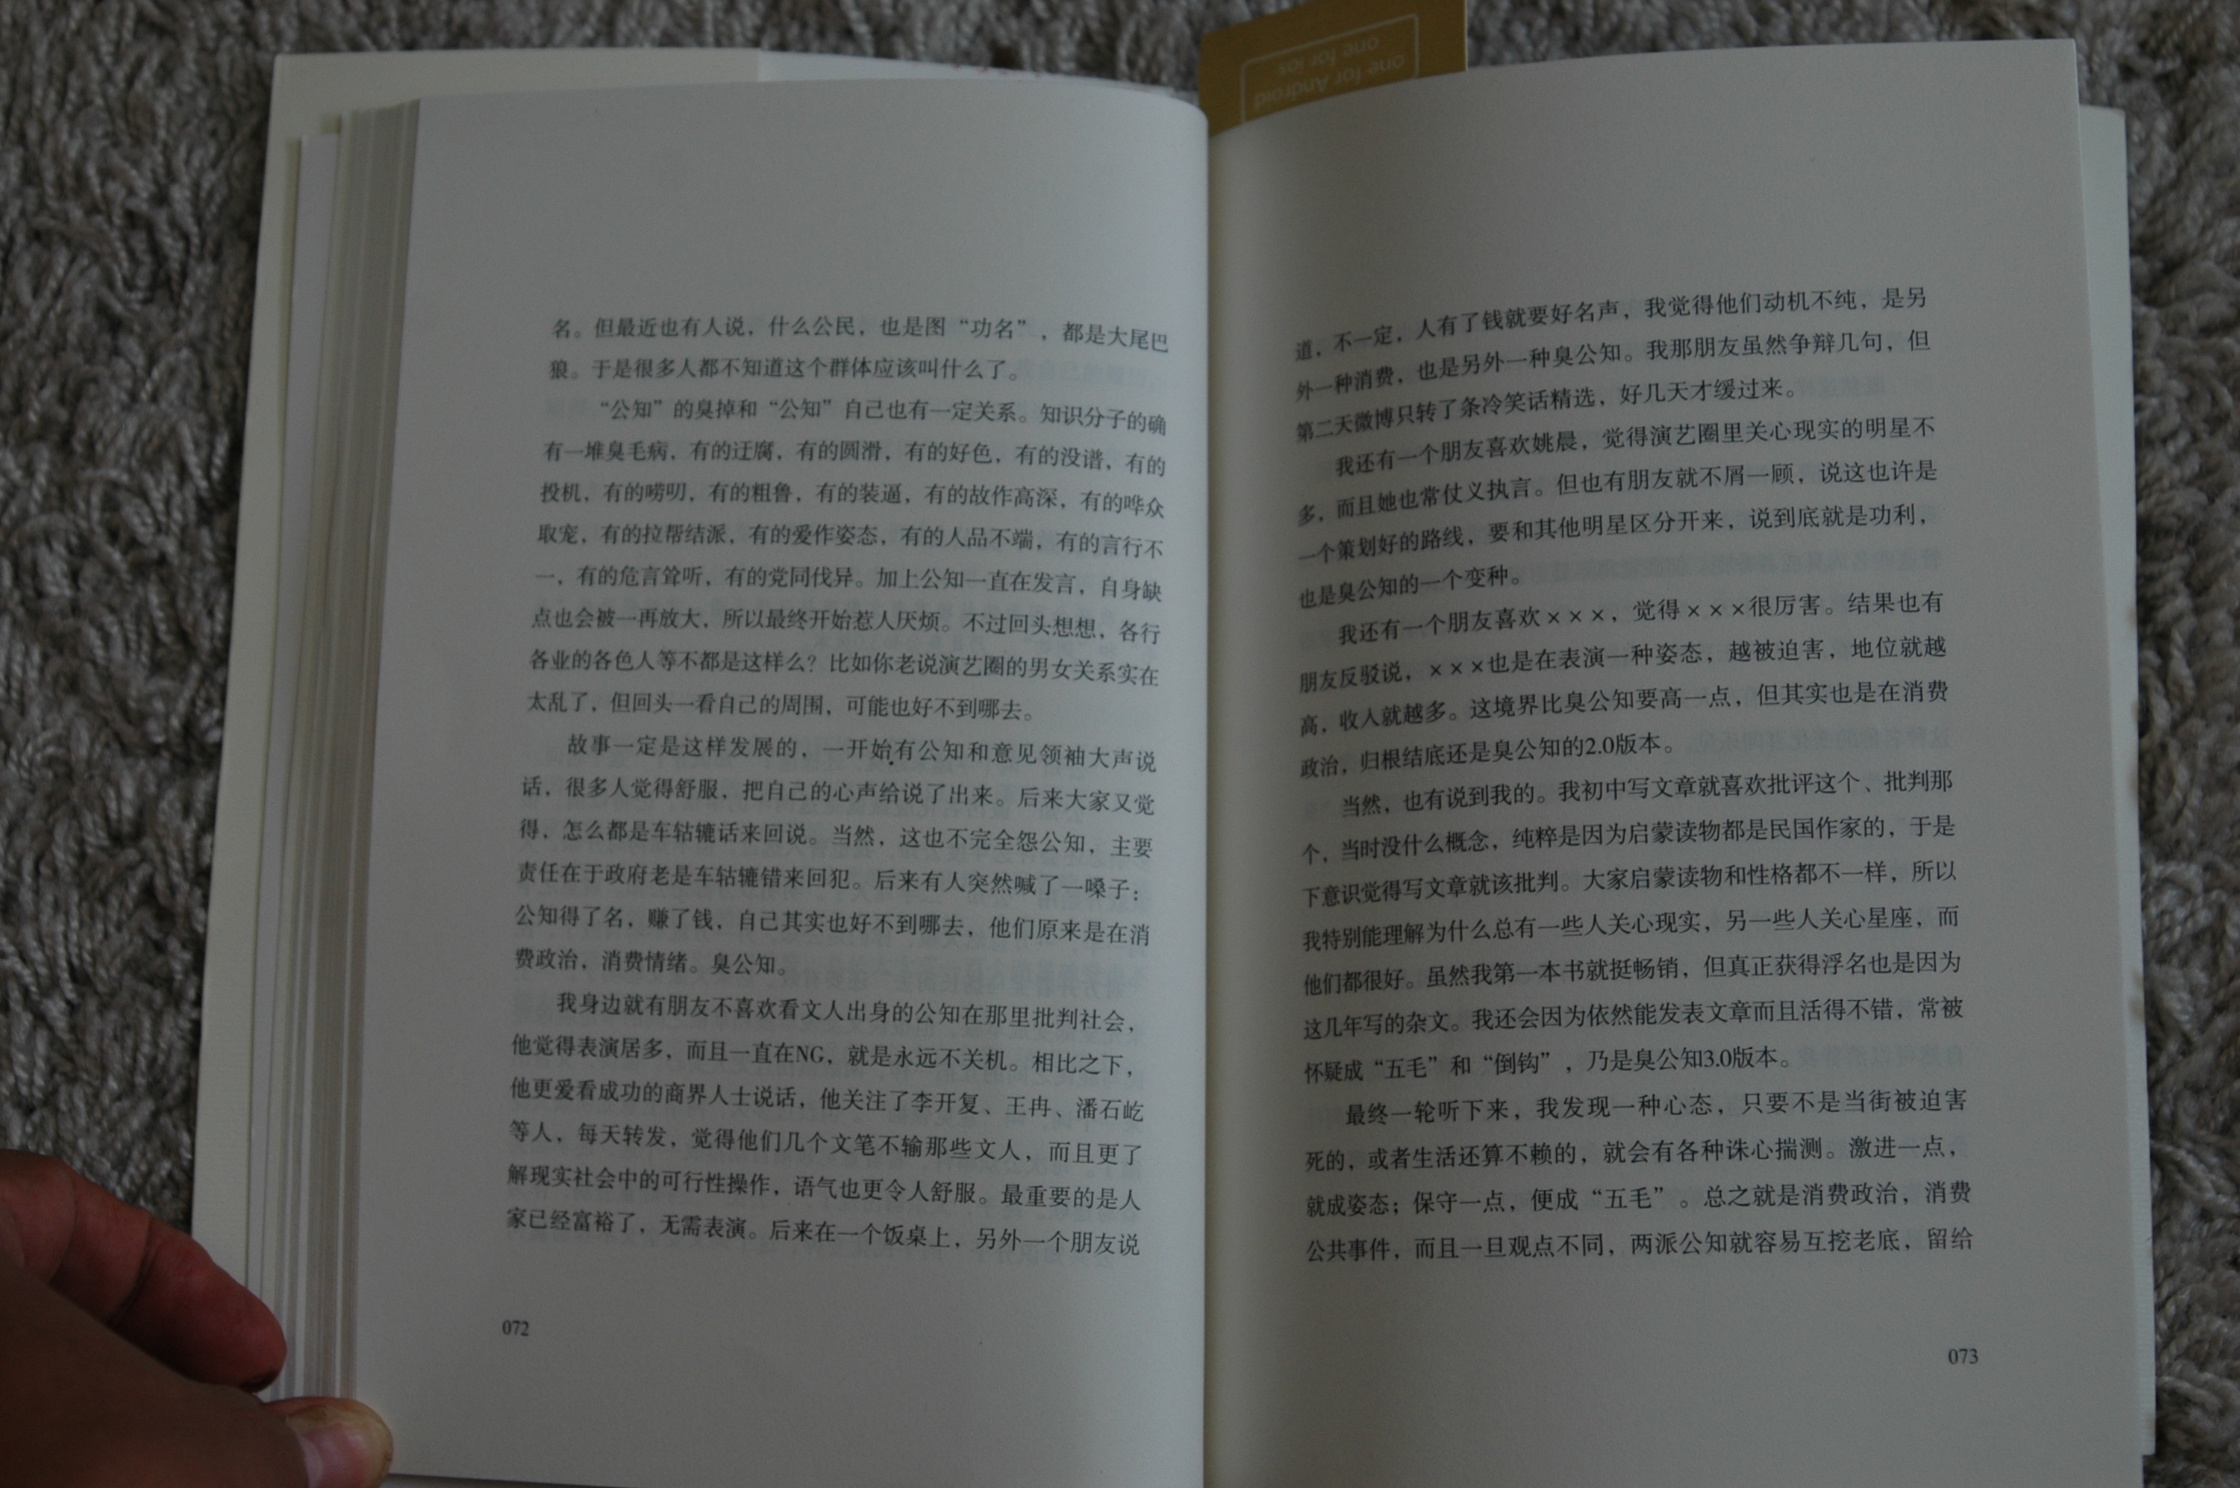 one for Android
one for ios
名。但最近也有人说，什么公民，也是图“功名”，都是大尾巴
狼。于是很多人都不知道这个群体应该叫什么了。
“公知”的臭掉和“公知”自己也有一定关系。知识分子的确
有一堆臭毛病，有的迂腐，有的圆滑，有的好色，有的没谱，有的
投机，有的唠叨，有的粗鲁，有的装逼，有的故作高深，有的哗众
取宠，有的拉帮结派，有的爱作姿态，有的人品不端，有的言行不
一，有的危言耸听，有的党同伐异。加上公知一直在发言，自身缺
点也会被一再放大，所以最终开始惹人厌烦。不过回头想想，各行
各业的各色人等不都是这样么？比如你老说演艺圈的男女关系实在
太乱了，但回头一看自己的周围，可能也好不到哪去。
故事一定是这样发展的，一开始有公知和意见领袖大声说
话，很多人觉得舒服，把自己的心声给说了出来。后来大家又觉
得，怎么都是车轱辘话来回说。当然，这也不完全怨公知，主要
责任在于政府老是车轱辘错来回犯。后来有人突然喊了一嗓子：
公知得了名，赚了钱，自己其实也好不到哪去，他们原来是在消
费政治，消费情绪。臭公知。
我身边就有朋友不喜欢看文人出身的公知在那里批判社会，
他觉得表演居多，而且一直在NG，就是永远不关机。相比之下，
他更爱看成功的商界人士说话，他关注了李开复、王冉、潘石屹
等人，每天转发，觉得他们几个文笔不输那些文人，而且更了
解现实社会中的可行性操作，语气也更令人舒服。最重要的是人
家已经富裕了，无需表演。后来在一个饭桌上，另外一个朋友说
072
道，不一定，人有了钱就要好名声，我觉得他们动机不纯，是另
外一种消费，也是另外一种臭公知。我那朋友虽然争辩几句，但
第二天微博只转了条冷笑话精选，好几天才缓过来。
我还有一个朋友喜欢姚晨，觉得演艺圈里关心现实的明星不
多，而且她也常仗义执言。但也有朋友就不屑一顾，说这也许是
一个策划好的路线，要和其他明星区分开来，说到底就是功利，
也是臭公知的一个变种。
我还有一个朋友喜欢×××，觉得×××很厉害。结果也有
朋友反驳说，×××也是在表演一种姿态，越被迫害，地位就越
高，收入就越多。这境界比臭公知要高一点，但其实也是在消费
政治，归根结底还是臭公知的2.0版本。
当然，也有说到我的。我初中写文章就喜欢批评这个、批判那
个，当时没什么概念，纯粹是因为启蒙读物都是民国作家的，于是
下意识觉得写文章就该批判。大家启蒙读物和性格都不一样，所以
我特别能理解为什么总有一些人关心现实，另一些人关心星座，而
他们都很好。虽然我第一本书就挺畅销，但真正获得浮名也是因为
这几年写的杂文。我还会因为依然能发表文章而且活得不错，常被
怀疑成“五毛”和“倒钩”，乃是臭公知3.0版本。
最终一轮听下来，我发现一种心态，只要不是当街被迫害
死的，或者生活还算不赖的，就会有各种诛心揣测。激进一点，
就成姿态；保守一点，便成“五毛”。总之就是消费政治，消费
公共事件，而且一旦观点不同，两派公知就容易互挖老底，留给
073